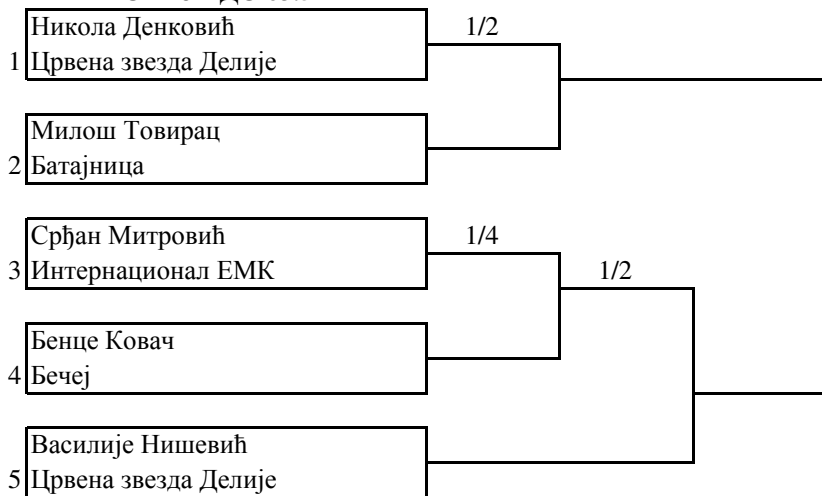 Никола Денковић 1/2
1 Црвена звезда Делије
Милош Товирац
2 Батајница
Срђан Митровић 1/4
3 Интернационал ЕМК 1/2
Бенце Ковач
4 Бечеј
Василије Нишевић
5 Црвена звезда Делије